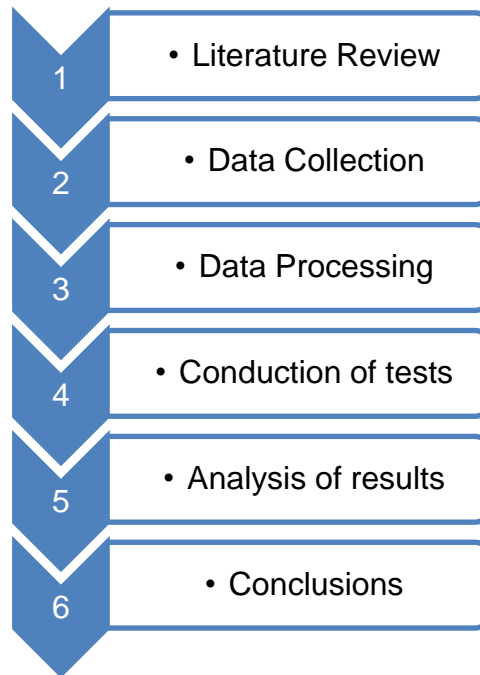 1
• Literature Review
2
• Data Collection
3
• Data Processing
4
• Conduction of tests
5
• Analysis of results
6
• Conclusions